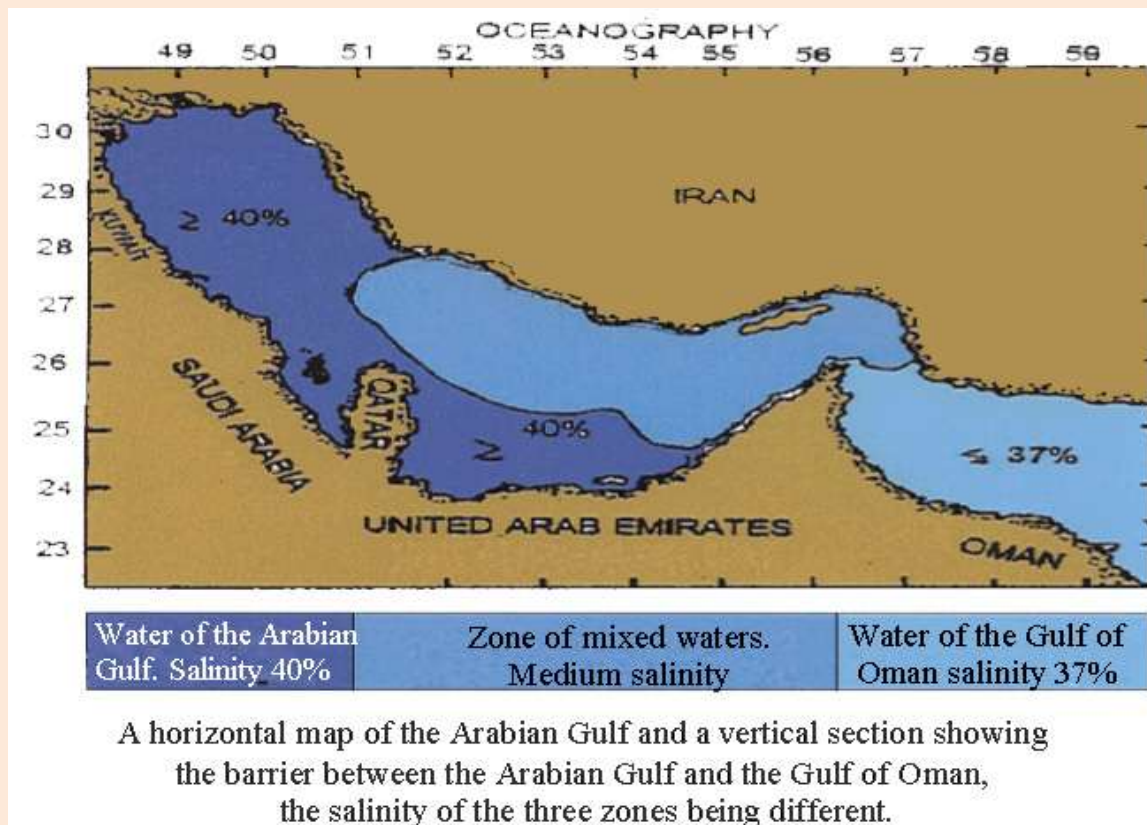 OCEANOGRAPHY
49 50 51 52 53 54 55 56 57 58 59
30
29
28
27
26
25
24
23
IRAN
≥ 40%
KUWAIT
SAUDI ARABIA
QATAR
≥ 40%
≤ 37%
UNITED ARAB EMIRATES
OMAN
Water of the Arabian
Gulf. Salinity 40%
Zone of mixed waters.
Medium salinity
Water of the Gulf of
Oman salinity 37%
A horizontal map of the Arabian Gulf and a vertical section showing
the barrier between the Arabian Gulf and the Gulf of Oman,
the salinity of the three zones being different.